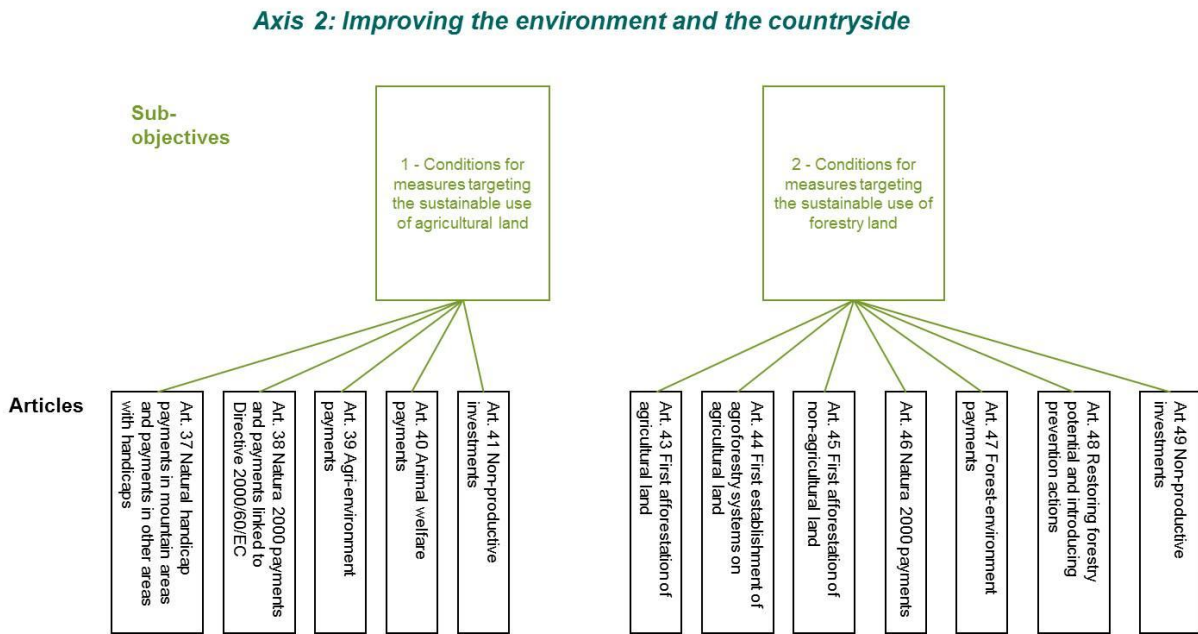 Axis 2: Improving the environment and the countryside
Sub-
objectives
1 - Conditions for
measures targeting
the sustainable use
of agricultural land
2 - Conditions for
measures targeting
the sustainable use of
forestry land
Articles
Art. 37 Natural handicap
payments in mountain areas
and payments in other areas
with handicaps
Art. 38 Natura 2000 payments
and payments linked to
Directive 2000/60/EC
Art. 39 Agri-environment
payments
Art. 40 Animal welfare
payments
Art. 41 Non-productive
investments
Art. 43 First afforestation of
agricultural land
Art. 44 First establishment of
agroforestry systems on
agricultural land
Art. 45 First afforestation of
non-agricultural land
Art. 46 Natura 2000 payments
Art. 47 Forest-environment
payments
Art. 48 Restoring forestry
potential and introducing
prevention actions
Art 49 Non-productive
investments